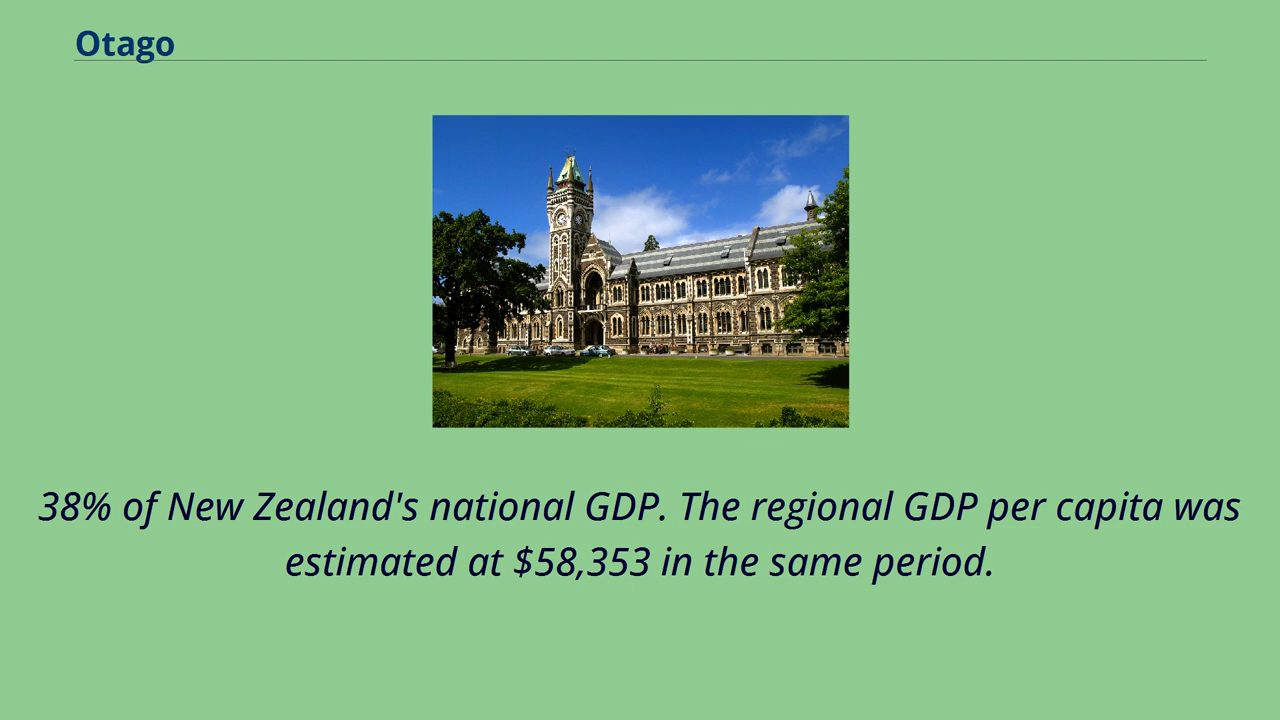 Otago
38% of New Zealand's national GDP. The regional GDP per capita was
estimated at $58,353 in the same period.